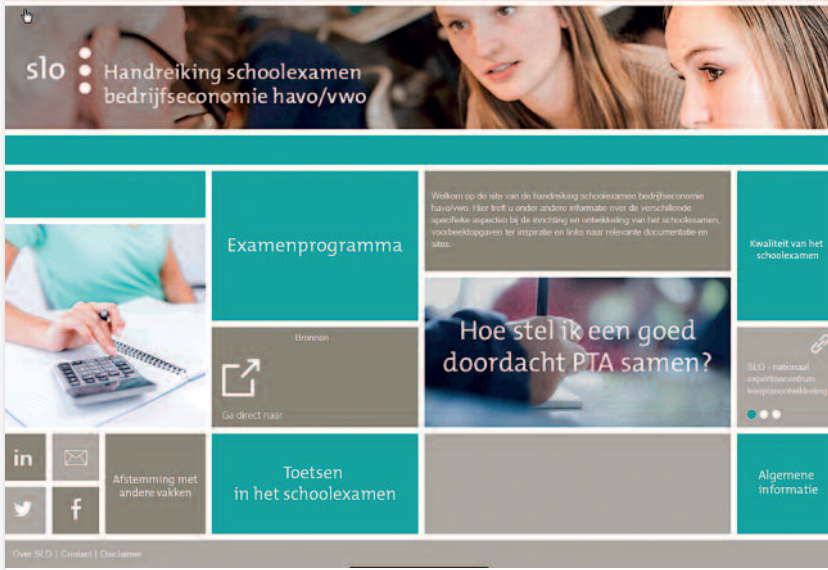 slo
Handreiking schoolexamen
bedrijfseconomie havo/vwo
Examenprogramma
Welkom op de site van de handreiking schoolexamen bedrijfseconomie
havo/vwo. Hier treft u onder andere informatie over de verschillende
specifieke aspecten bij de inrichting en ontwikkeling van het schoolexamen,
voorbeeldopgaven ter inspiratie en links naar relevante documentatie en
sites.
Kwaliteit van het
schoolexamen
Bronnen
Ga direct naar
Hoe stel ik een goed
doordacht PTA samen?
SLO - nationaal
expertisecentrum
leerplanontwikkeling
in
f
Afstemming met
andere vakken
Toetsen
in het schoolexamen
Algemene
informatie
Over SLO | Contact | Disclaimer